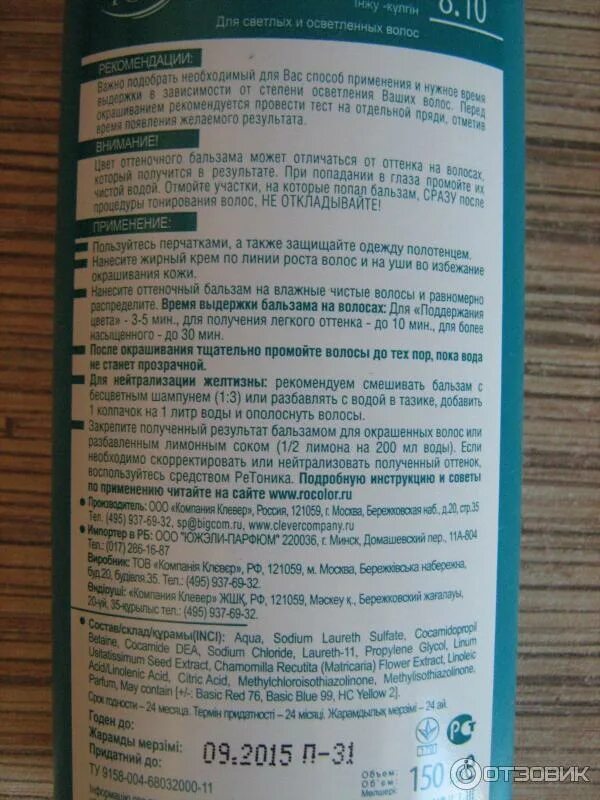 інжу -күлгін 8.10
Для светлых и осветленных волос
РЕКОМЕНДАЦИИ:
Важно подобрать необходимый для Вас способ применения и нужное время
выдержки в зависимости от степени осветления Ваших волос. Перед
окрашиванием рекомендуется провести тест на отдельной пряди, отметив
время появления желаемого результата.
ВНИМАНИЕ!
Цвет оттеночного бальзама может отличаться от оттенка на волосах,
который получится в результате. При попадании в глаза промойте их
чистой водой. Отмойте участки, на которые попал бальзам, СРАЗУ после
процедуры тонирования волос, НЕ ОТКЛАДЫВАЙТЕ!
ПРИМЕНЕНИЕ:
Пользуйтесь перчатками, а также защищайте одежду полотенцем.
Нанесите жирный крем по линии роста волос и на уши во избежание
окрашивания кожи.
Нанесите оттеночный бальзам на влажные чистые волосы и равномерно
распределите. Время выдержки бальзама на волосах: Для «Поддержания
цвета» - 3-5 мин., для получения легкого оттенка - до 10 мин., для более
насыщенного - до 30 мин.
После окрашивания тщательно промойте волосы до тех пор, пока вода
не станет прозрачной.
Для нейтрализации желтизны: рекомендуем смешивать бальзам с
бесцветным шампунем (1:3) или разбавлять с водой в тазике, добавить
1 колпачок на 1 литр воды и ополоснуть волосы.
Закрепите полученный результат бальзамом для окрашенных волос или
разбавленным лимонным соком (1/2 лимона на 200 мл воды). Если
необходимо скорректировать или нейтрализовать полученный оттенок,
воспользуйтесь средством РеТоника. Подробную инструкцию и советы
по применению читайте на сайте www.rocolor.ru
• Производитель: ООО «Компания Клевер», Россия, 121059, г. Москва, Бережковская наб., д.20, стр.35
Тел. (495) 937-69-32, sp@bigcom.ru, www.clevercompany.ru
• Импортер в РБ: ООО "ЮЖЭЛИ-ПАРФЮМ" 220036, г. Минск, Домашевский пер., 11А-804
Тел.: (017) 286-16-87
Виробник: ТОВ «Компанія Клєвєр», РФ, 121059, м. Москва, Бережківська набережна,
буд.20, будівля.35. Тел.: (495) 937-69-32.
Өндіруші: «Компания Клевер» ЖШҚ, РФ, 121059, Мәскеу қ., Бережковский жағалауы,
20-үй, 35-құрылыс тел.: (495) 937-69-32.
• Состав/склад/құрамы(INCI): Aqua, Sodium Laureth Sulfate, Cocamidopropil
Betaine, Cocamide DEA, Sodium Chloride, Laureth-11, Propylene Glycol, Linum
Usitatissimum Seed Extract, Chamomilla Recutita (Matricaria) Flower Extract, Linoleic
Acid/Linolenic Acid, Citric Acid, Methylchloroisothiazolinone, Methylisothiazolinone,
Parfum, May contain [+/-: Basic Red 76, Basic Blue 99, HC Yellow 2].
Срок годности – 24 месяца. Термін придатності – 24 місяці. Жарамдылық мерзімі – 24 ай.
Годен до:
Жарамды мерзімі:
Придатний до:
09.2015 П-31
ТУ 9158-004-68032000-11
Объем:
Об'єм
Мөлшері:
150
ОТЗОВИК